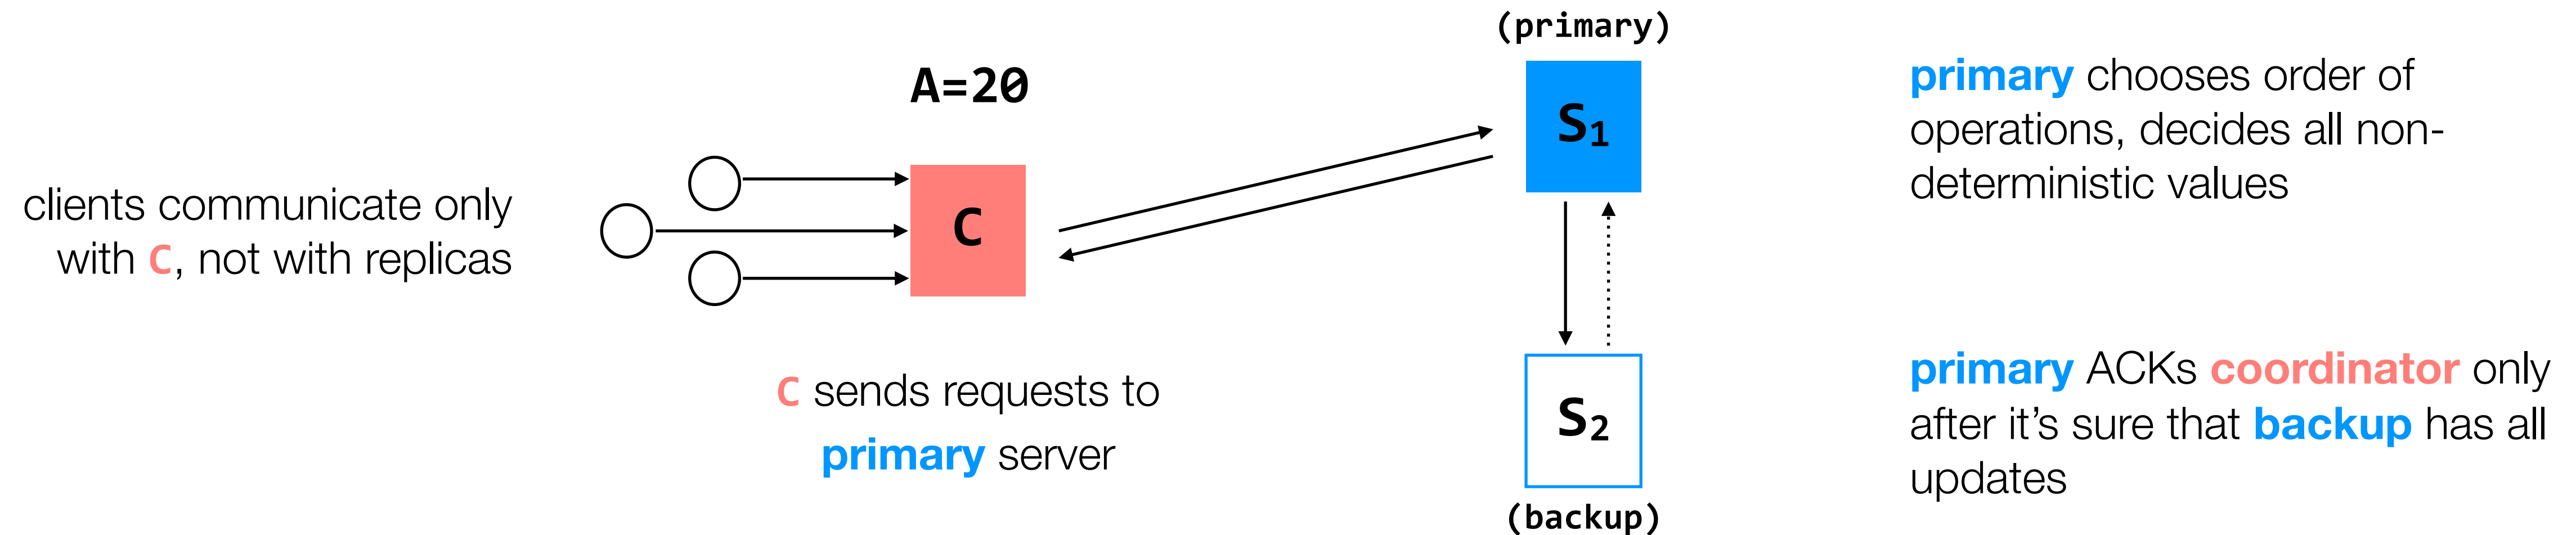 (primary)
A=20
S₁
primary chooses order of
operations, decides all non-
deterministic values
clients communicate only
with C, not with replicas
C
C sends requests to
primary server
S₂
(backup)
primary ACKs coordinator only
after it's sure that backup has all
updates